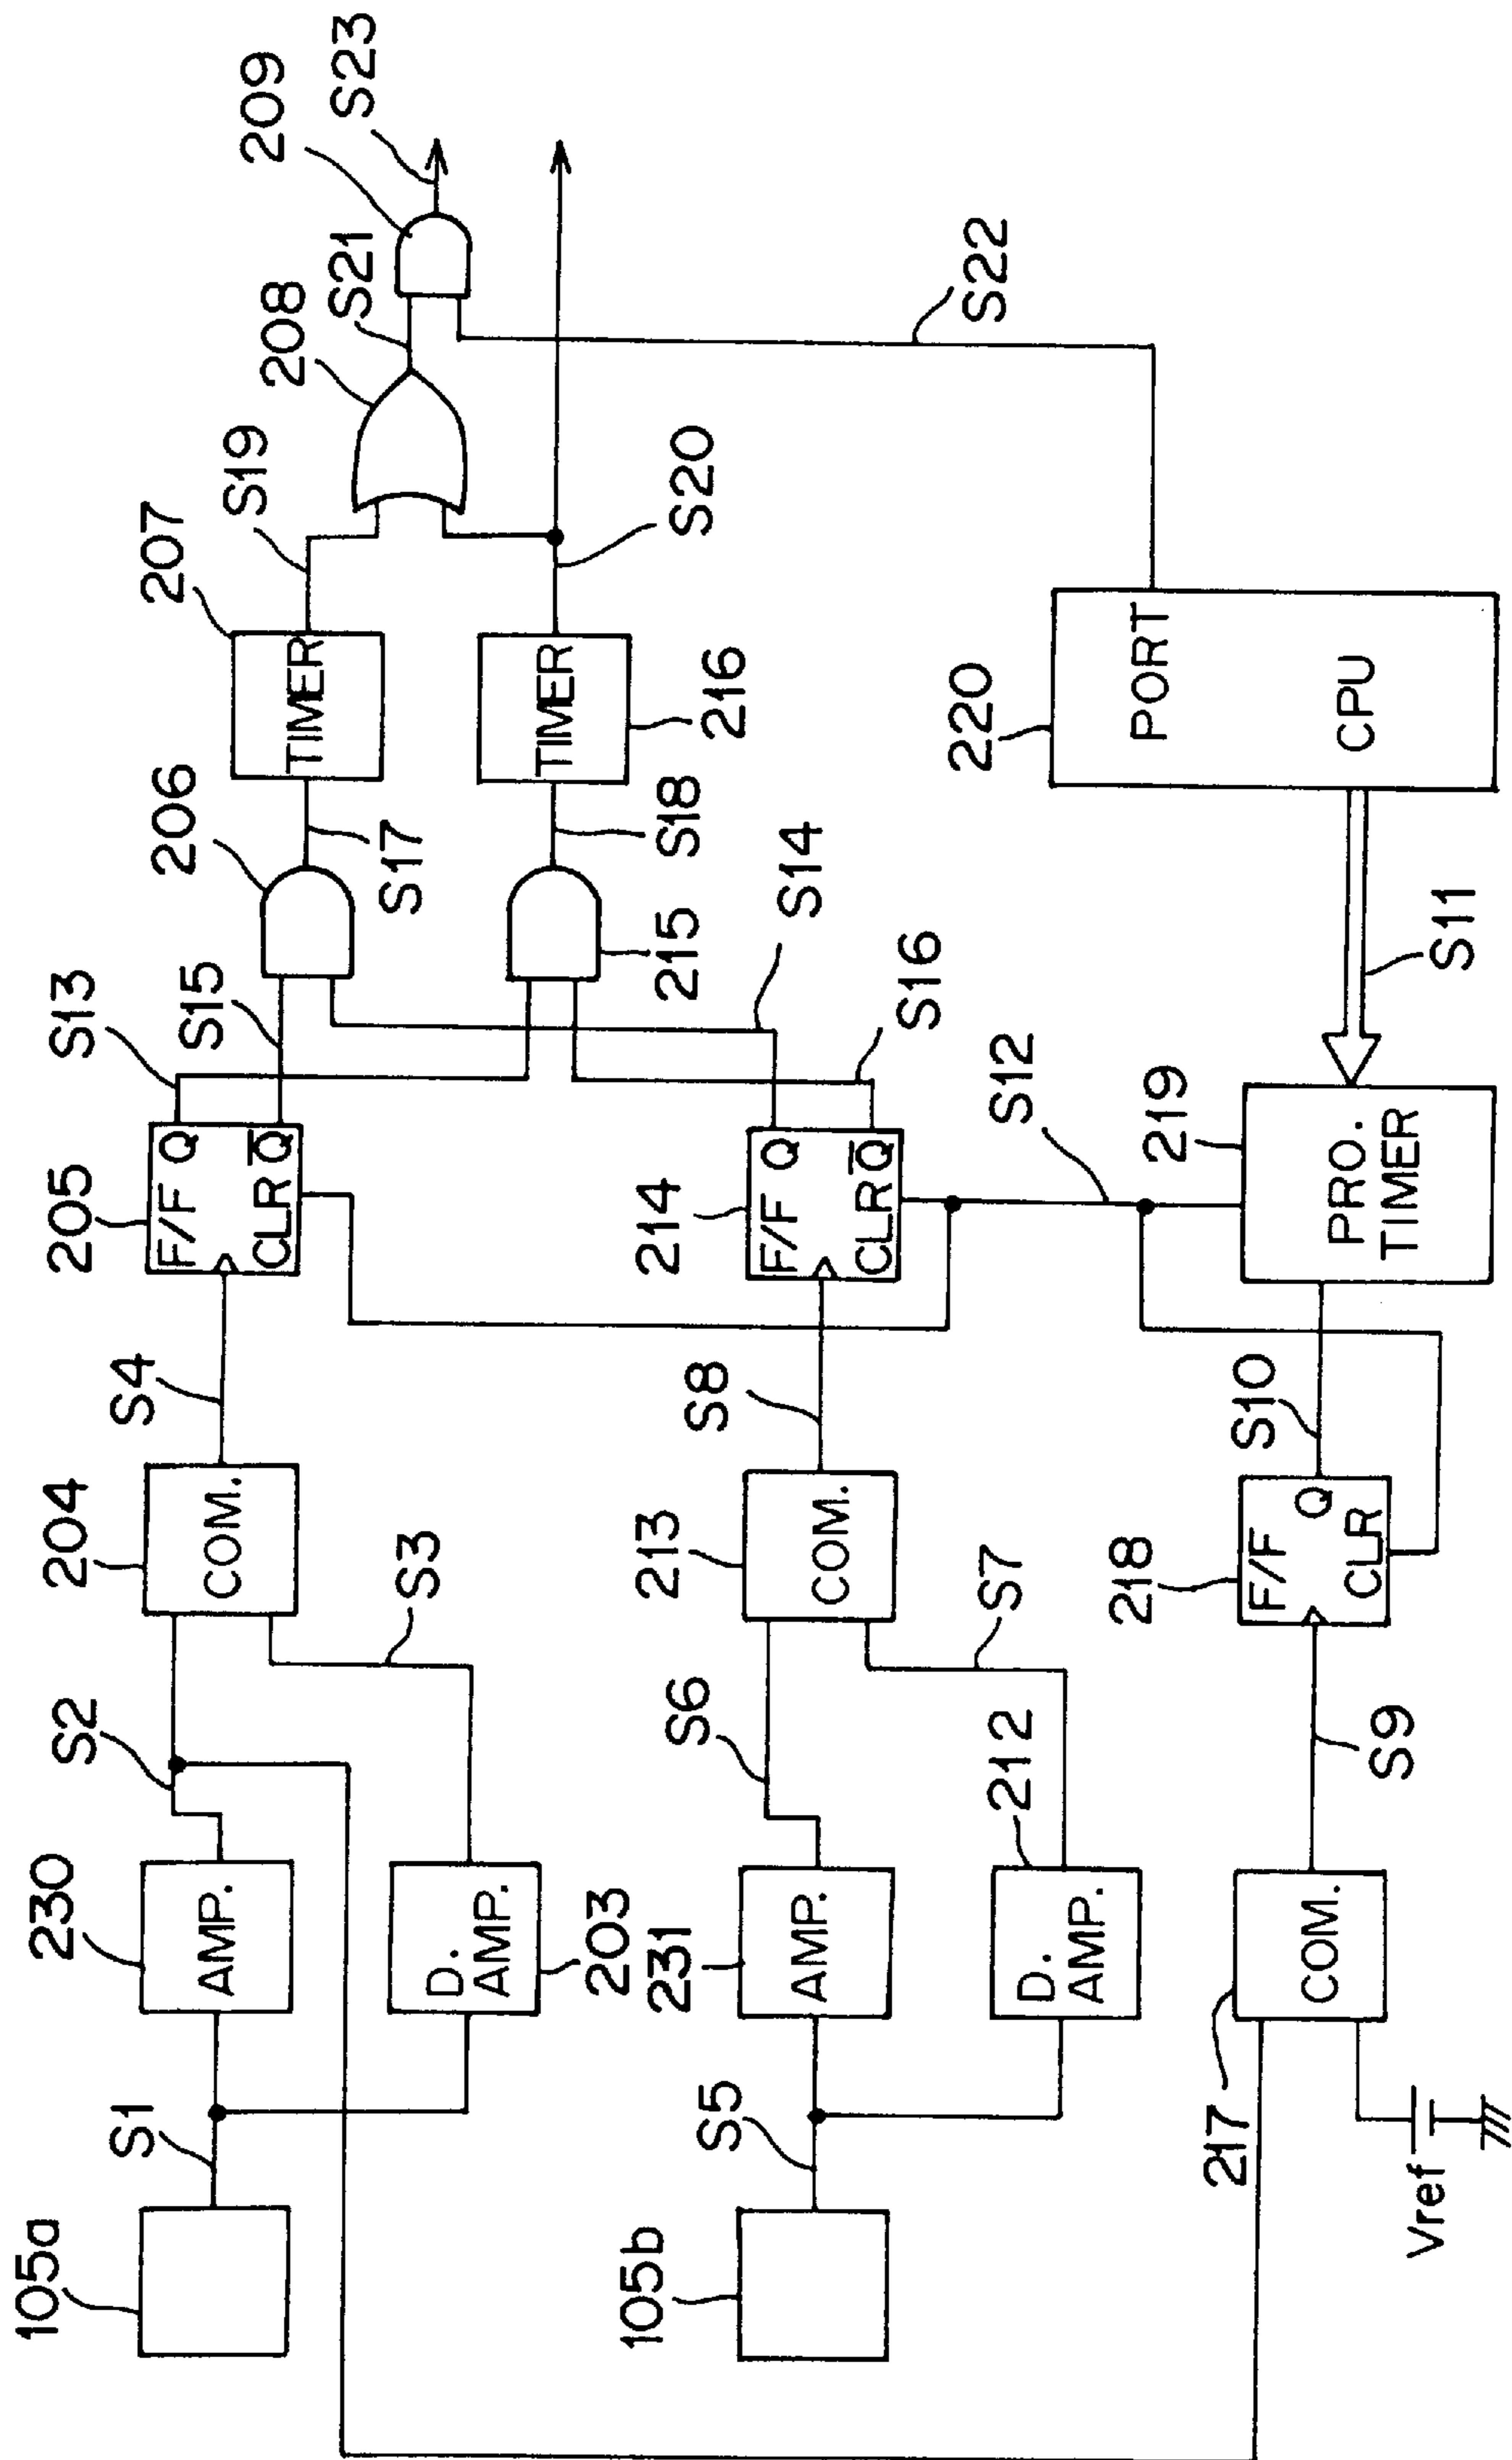 105a
S1
230
AMP.
S2
204
COM.
S4
205
F/F Q
CLR Q̅
S13
S15
206
S17
207
TIMER
S19
208
S21
209
S23
D.
AMP.
203
S3
215
S18
TIMER
216
S20
105b
S5
231
AMP.
S6
213
COM.
S8
214
F/F Q
CLR Q̅
S14
S16
D.
AMP.
212
S7
S12
S22
217
COM.
Vref
S9
218
F/F
Q
CLR
S10
219
PRO.
TIMER
S11
220
PORT
CPU